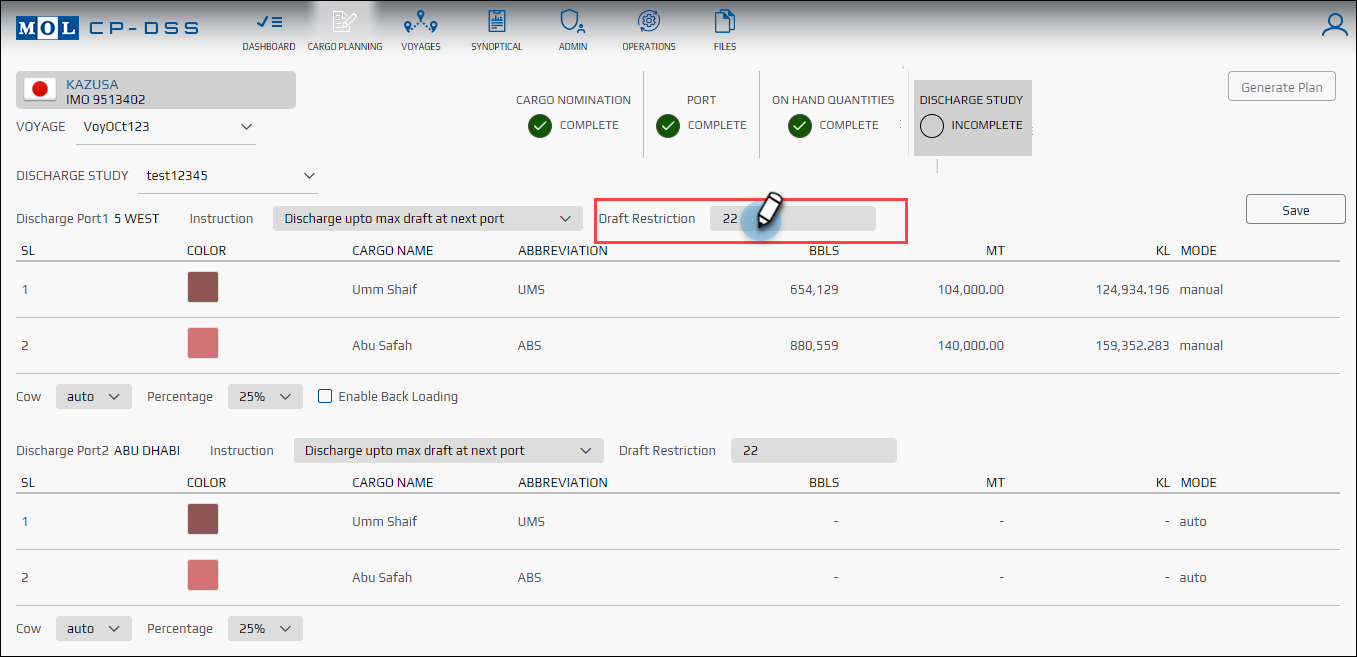 MOL CP-DSS
DASHBOARD CARGO PLANNING VOYAGES SYNOPTICAL ADMIN OPERATIONS FILES
KAZUSA
IMO 9513402
VOYAGE VoyOCt123
CARGO NOMINATION PORT ON HAND QUANTITIES DISCHARGE STUDY
COMPLETE COMPLETE COMPLETE INCOMPLETE
Generate Plan
DISCHARGE STUDY test12345
Discharge Port1 5 WEST Instruction Discharge upto max draft at next port Draft Restriction 22 Save
SL COLOR CARGO NAME ABBREVIATION BBLS MT KL MODE
1 Umm Shaif UMS 654,129 104,000.00 124,934.196 manual
2 Abu Safah ABS 880,559 140,000.00 159,352.283 manual
Cow auto Percentage 25% Enable Back Loading
Discharge Port2 ABU DHABI Instruction Discharge upto max draft at next port Draft Restriction 22
SL COLOR CARGO NAME ABBREVIATION BBLS MT KL MODE
1 Umm Shaif UMS - - - auto
2 Abu Safah ABS - - - auto
Cow auto Percentage 25%